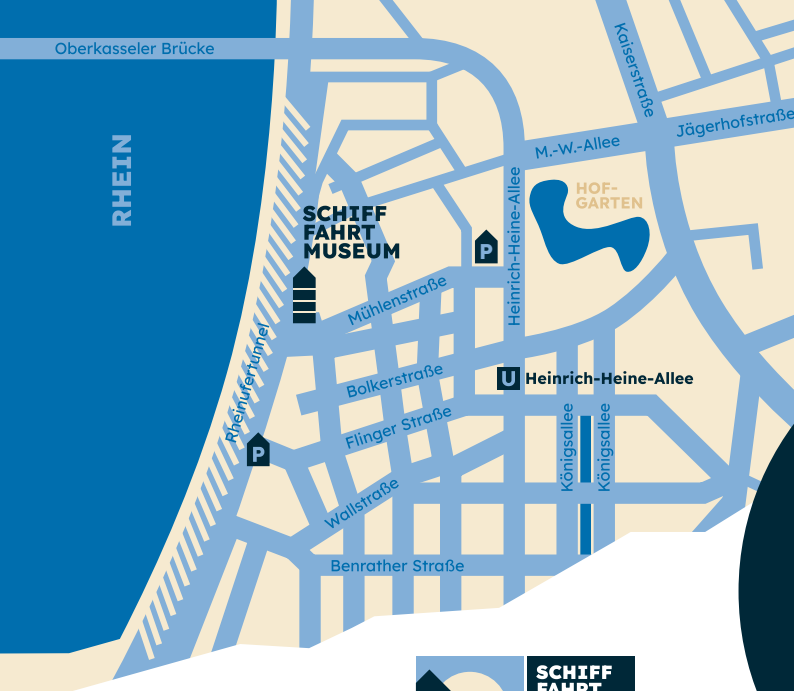 Oberkasseler Brücke
Kaiserstraße
Jägerhofstraße
M.-W.-Allee
RHEIN
HOF-
GARTEN
SCHIFF
FAHRT
MUSEUM
P
Heinrich-Heine-Allee
Mühlenstraße
Rheinufertunnel
Bolkerstraße
U Heinrich-Heine-Allee
Flinger Straße
Königsallee
Königsallee
P
Wallstraße
Benrather Straße
SCHIFF
FAHRT